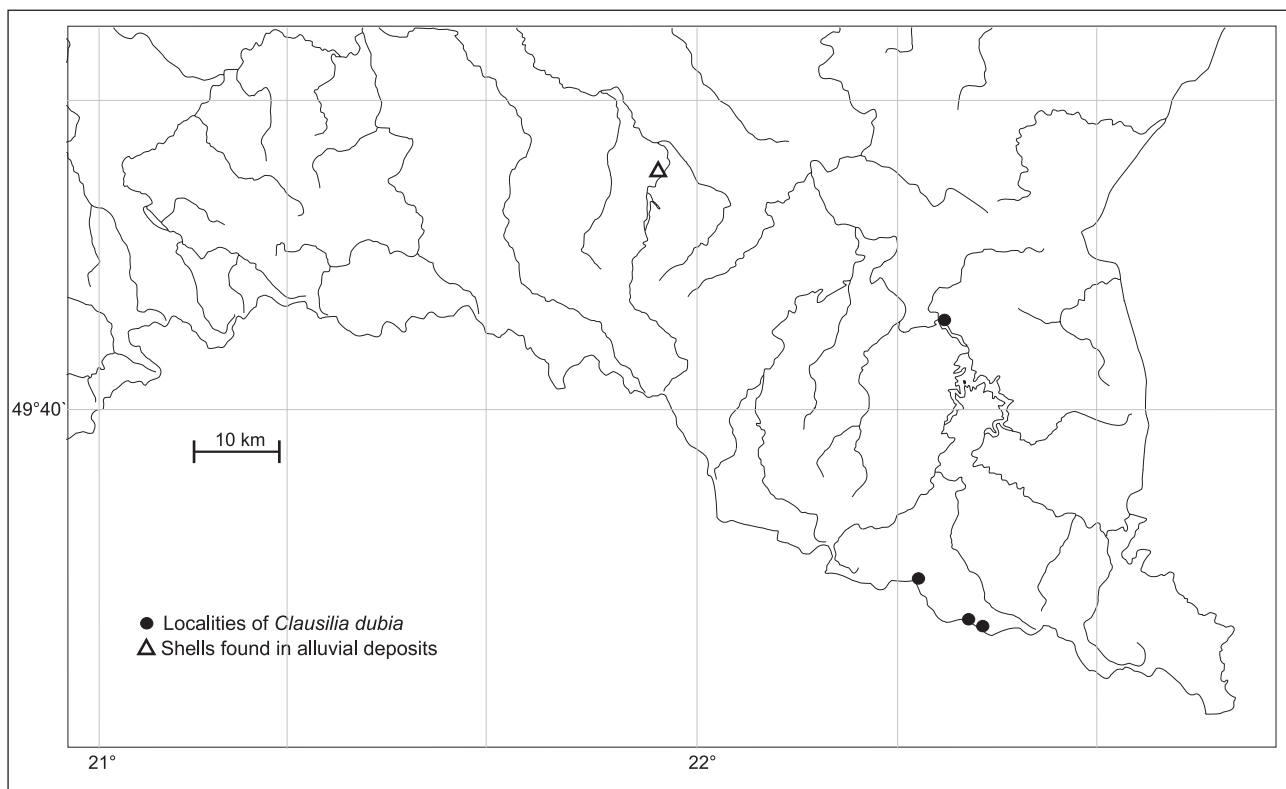 49°40`
10 km
Localities of Clausilia dubia
Shells found in alluvial deposits
21°
22°